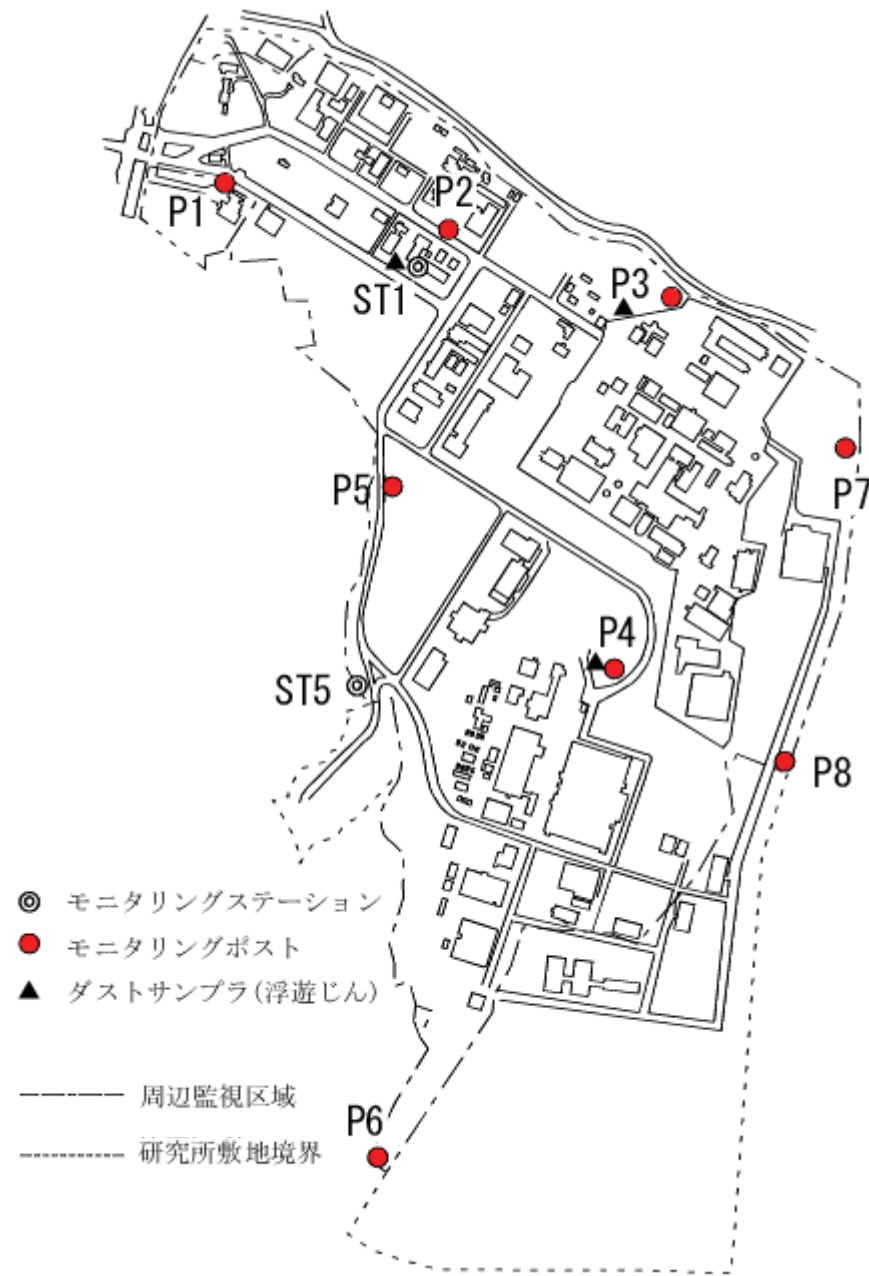 P1
P2
ST1
P3
P5
P7
P4
ST5
P8
モニタリングステーション
モニタリングポスト
ダストサンプラ(浮遊じん)
周辺監視区域
P6
研究所敷地境界